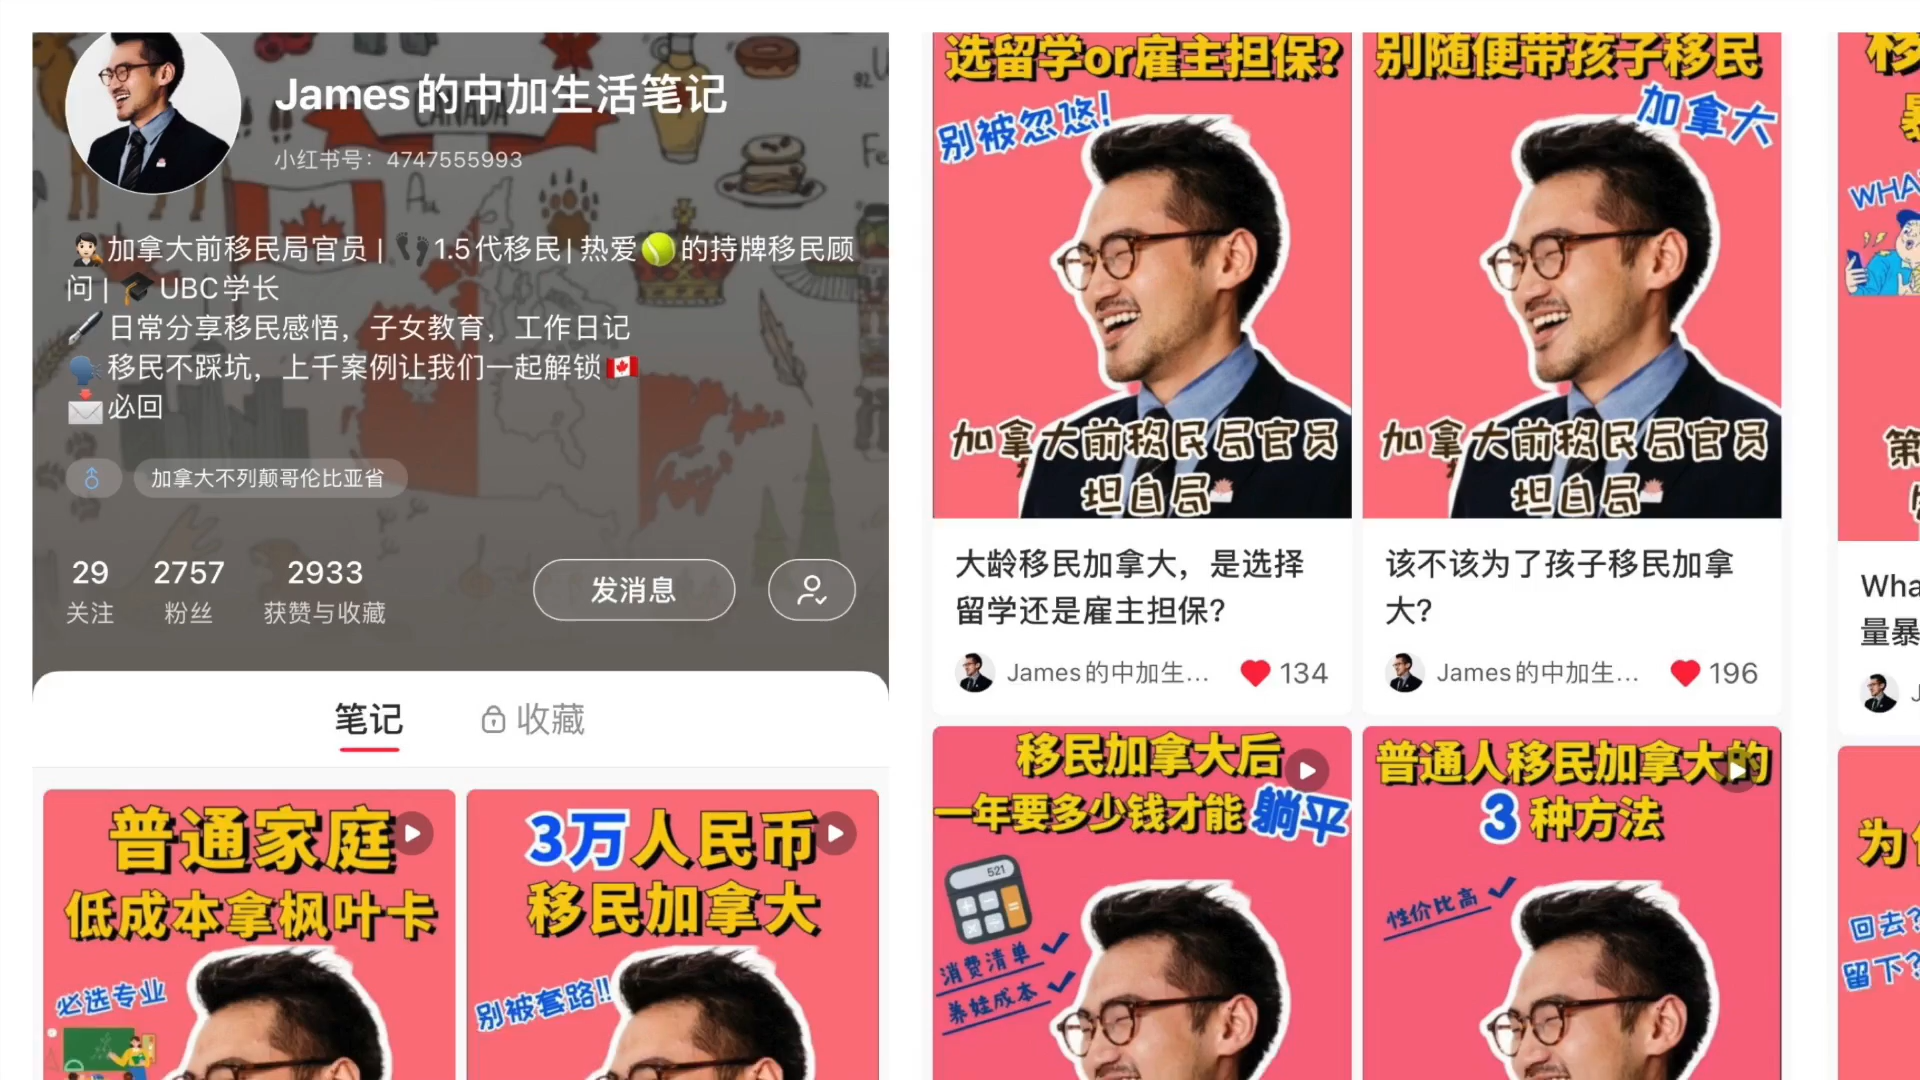 James的中加生活笔记
小红书号：4747555993
加拿大前移民局官员 | 1.5代移民 | 热爱🎾的持牌移民顾
问 | 🎓UBC学长
日常分享移民感悟，子女教育，工作日记
移民不踩坑，上千案例让我们一起解锁🇨🇦
必回
加拿大不列颠哥伦比亚省
29 2757 2933
关注 粉丝 获赞与收藏
发消息
笔记 收藏
普通家庭
低成本拿枫叶卡
必选专业
3万人民币
移民加拿大
别被套路!!
选留学or雇主担保?
别被忽悠!
加拿大前移民局官员
坦白局
大龄移民加拿大，是选择
留学还是雇主担保?
James的中加生... 134
别随便带孩子移民
加拿大
加拿大前移民局官员
坦白局
该不该为了孩子移民加拿
大?
James的中加生... 196
移民加拿大后
一年要多少钱才能躺平
521
消费清单
养娃成本
普通人移民加拿大的
3种方法
性价比高
WHA
第
Wha
量暴
为
回去?
留下?